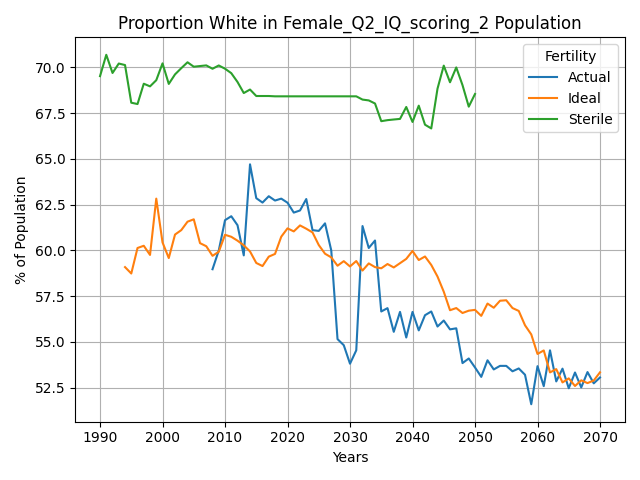 Proportion White in Female_Q2_IQ_scoring_2 Population
Fertility
Actual
Ideal
Sterile
% of Population
70.0
67.5
65.0
62.5
60.0
57.5
55.0
52.5
1990 2000 2010 2020 2030 2040 2050 2060 2070
Years